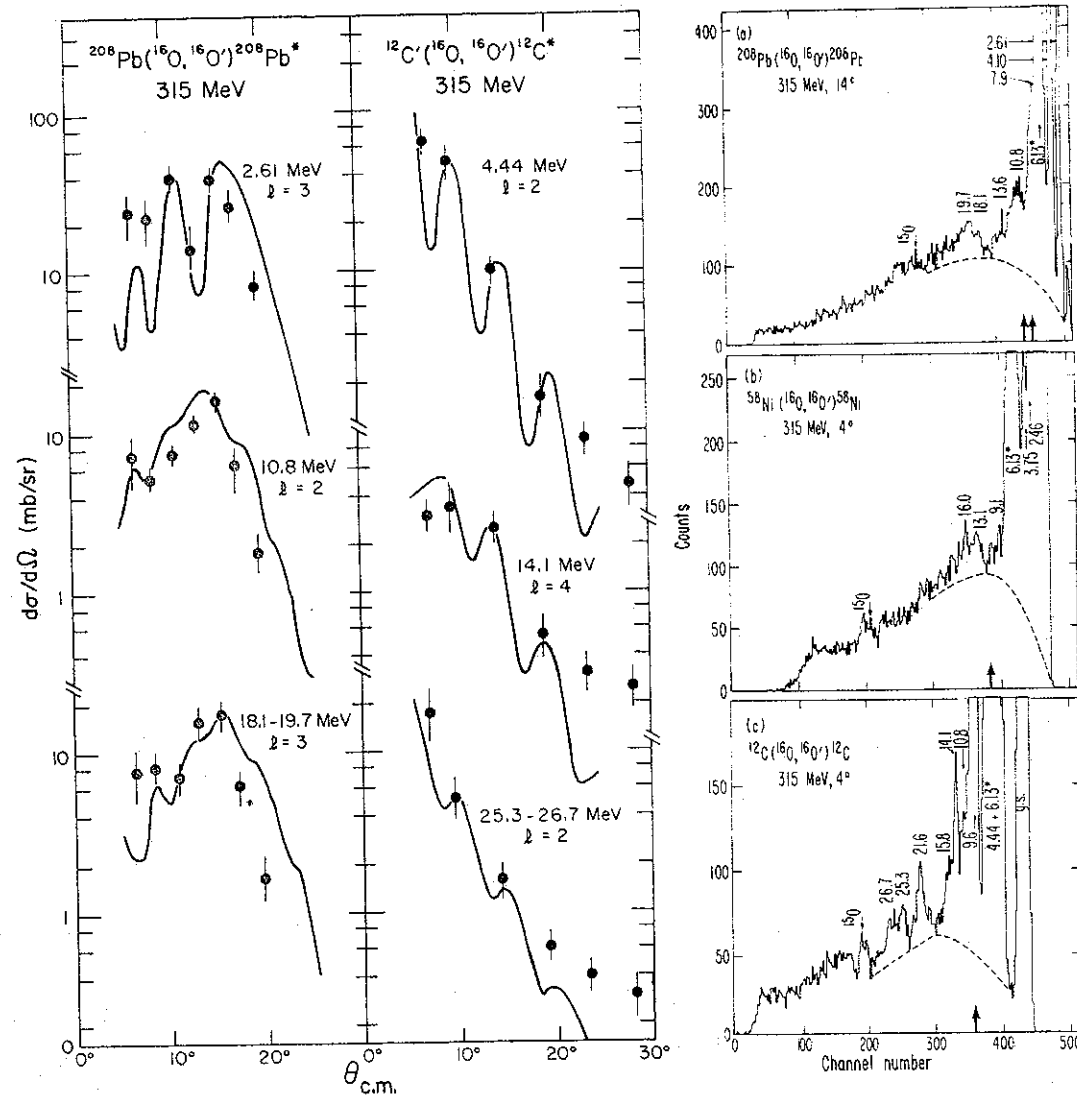 ²⁰⁸Pb(¹⁶O, ¹⁶O')²⁰⁸Pb*
315 MeV
2.61 MeV
ℓ = 3
10.8 MeV
ℓ = 2
18.1-19.7 MeV
ℓ = 3
100
10
10
1
10
1
0
dσ/dΩ (mb/sr)
0° 10° 20°
¹²C'(¹⁶O, ¹⁶O')¹²C*
315 MeV
4.44 MeV
ℓ = 2
14.1 MeV
ℓ = 4
25.3-26.7 MeV
ℓ = 2
0° 10° 20° 30°
θc.m.
(a)
²⁰⁸Pb(¹⁶O, ¹⁶O')²⁰⁸Pb
315 MeV, 14°
2.61
4.10
7.9
6.13*
10.8
13.6
18.1
19.7
¹⁵O
400
300
200
100
0
0 100 200 300 400 500
(b)
⁵⁸Ni(¹⁶O, ¹⁶O')⁵⁸Ni
315 MeV, 4°
6.13*
3.75 2.46
9.1
13.1
16.0
¹⁵O
250
200
150
100
50
0
Counts
(c)
¹²C(¹⁶O, ¹⁶O')¹²C
315 MeV, 4°
14.1
10.8
9.6
4.44 + 6.13*
g.s.
15.8
21.6
25.3
26.7
¹⁵O
150
100
50
0
0 100 200 300 400 500
Channel number